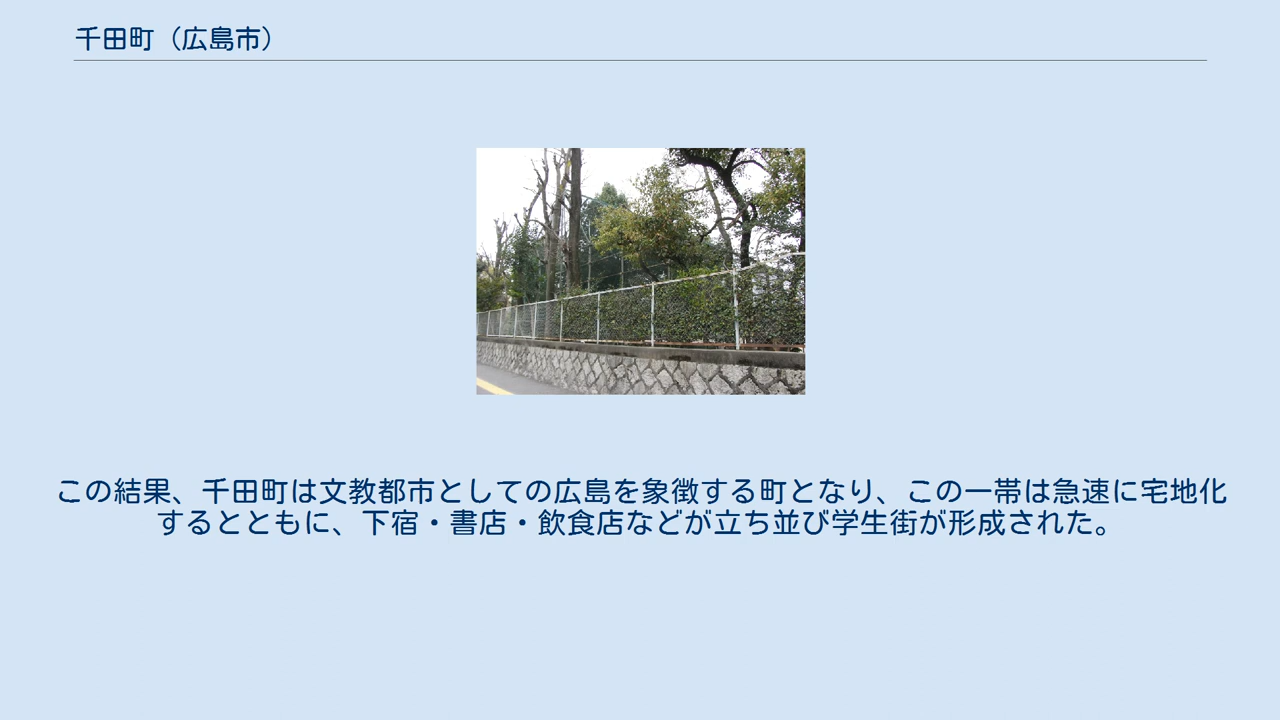 千田町（広島市）
この結果、千田町は文教都市としての広島を象徴する町となり、この一帯は急速に宅地化
するとともに、下宿・書店・飲食店などが立ち並び学生街が形成された。